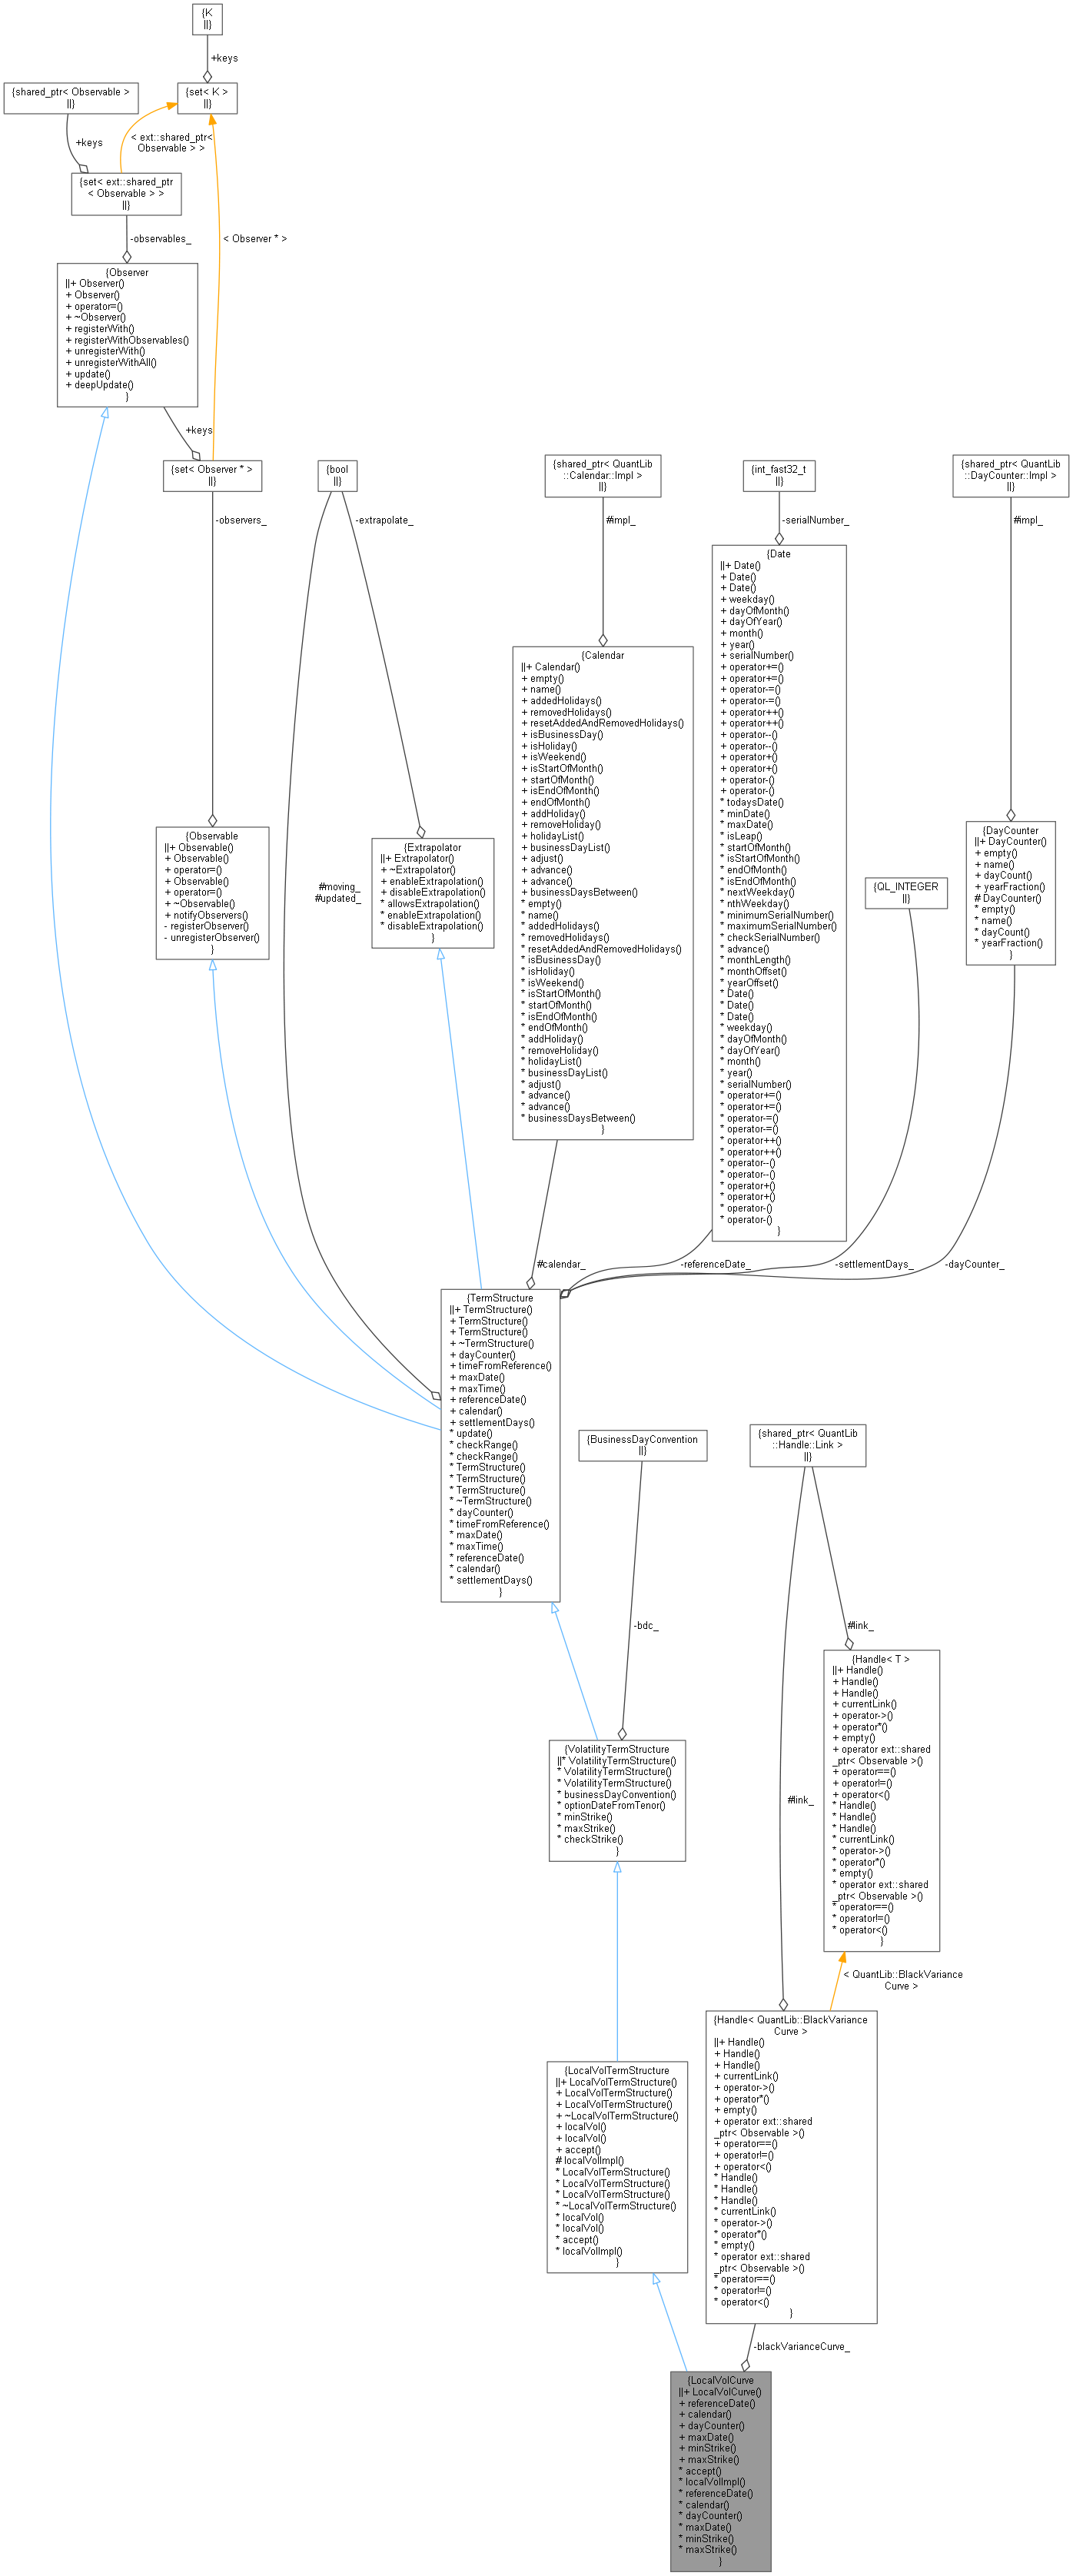 {K
||}
+keys
{shared_ptr< Observable >
||}
{set< K >
||}
+keys
< ext::shared_ptr<
Observable > >
{set< ext::shared_ptr
< Observable > >
||}
-observables_
< Observer * >
{Observer
||+ Observer()
+ Observer()
+ operator=()
+ ~Observer()
+ registerWith()
+ registerWithObservables()
+ unregisterWith()
+ unregisterWithAll()
+ update()
+ deepUpdate()
}
+keys
{set< Observer * >
||}
{bool
||}
{shared_ptr< QuantLib
::Calendar::Impl >
||}
{int_fast32_t
||}
{shared_ptr< QuantLib
::DayCounter::Impl >
||}
-observers_
-extrapolate_
#impl_
-serialNumber_
#impl_
{Date
||+ Date()
+ Date()
+ Date()
+ weekday()
+ dayOfMonth()
+ dayOfYear()
+ month()
+ year()
+ serialNumber()
+ operator+=()
+ operator+=()
+ operator-=()
+ operator-=()
+ operator++()
+ operator++()
+ operator--()
+ operator--()
+ operator+()
+ operator+()
+ operator-()
+ operator-()
* todaysDate()
* minDate()
* maxDate()
* isLeap()
* startOfMonth()
* isStartOfMonth()
* endOfMonth()
* isEndOfMonth()
* nextWeekday()
* nthWeekday()
* minimumSerialNumber()
* maximumSerialNumber()
* checkSerialNumber()
* advance()
* monthLength()
* monthOffset()
* yearOffset()
* Date()
* Date()
* Date()
* weekday()
* dayOfMonth()
* dayOfYear()
* month()
* year()
* serialNumber()
* operator+=()
* operator+=()
* operator-=()
* operator-=()
* operator++()
* operator++()
* operator--()
* operator--()
* operator+()
* operator+()
* operator-()
* operator-()
}
{Calendar
||+ Calendar()
+ empty()
+ name()
+ addedHolidays()
+ removedHolidays()
+ resetAddedAndRemovedHolidays()
+ isBusinessDay()
+ isHoliday()
+ isWeekend()
+ isStartOfMonth()
+ startOfMonth()
+ isEndOfMonth()
+ endOfMonth()
+ addHoliday()
+ removeHoliday()
+ holidayList()
+ businessDayList()
+ adjust()
+ advance()
+ advance()
+ businessDaysBetween()
* empty()
* name()
* addedHolidays()
* removedHolidays()
* resetAddedAndRemovedHolidays()
* isBusinessDay()
* isHoliday()
* isWeekend()
* isStartOfMonth()
* startOfMonth()
* isEndOfMonth()
* endOfMonth()
* addHoliday()
* removeHoliday()
* holidayList()
* businessDayList()
* adjust()
* advance()
* advance()
* businessDaysBetween()
}
{Observable
||+ Observable()
+ Observable()
+ operator=()
+ Observable()
+ operator=()
+ ~Observable()
+ notifyObservers()
- registerObserver()
- unregisterObserver()
}
#moving_
#updated_
{Extrapolator
||+ Extrapolator()
+ ~Extrapolator()
+ enableExtrapolation()
+ disableExtrapolation()
* allowsExtrapolation()
* enableExtrapolation()
* disableExtrapolation()
}
{QL_INTEGER
||}
{DayCounter
||+ DayCounter()
+ empty()
+ name()
+ dayCount()
+ yearFraction()
# DayCounter()
* empty()
* name()
* dayCount()
* yearFraction()
}
#calendar_
-referenceDate_
-settlementDays_
-dayCounter_
{TermStructure
||+ TermStructure()
+ TermStructure()
+ TermStructure()
+ ~TermStructure()
+ dayCounter()
+ timeFromReference()
+ maxDate()
+ maxTime()
+ referenceDate()
+ calendar()
+ settlementDays()
* update()
* checkRange()
* checkRange()
* TermStructure()
* TermStructure()
* TermStructure()
* ~TermStructure()
* dayCounter()
* timeFromReference()
* maxDate()
* maxTime()
* referenceDate()
* calendar()
* settlementDays()
}
{BusinessDayConvention
||}
{shared_ptr< QuantLib
::Handle::Link >
||}
-bdc_
#link_
{Handle< T >
||+ Handle()
+ Handle()
+ Handle()
+ currentLink()
+ operator->()
+ operator*()
+ empty()
+ operator ext::shared
_ptr< Observable >()
+ operator==()
+ operator!=()
+ operator<()
* Handle()
* Handle()
* Handle()
* currentLink()
* operator->()
* operator*()
* empty()
* operator ext::shared
_ptr< Observable >()
* operator==()
* operator!=()
* operator<()
}
{VolatilityTermStructure
||* VolatilityTermStructure()
* VolatilityTermStructure()
* VolatilityTermStructure()
* businessDayConvention()
* optionDateFromTenor()
* minStrike()
* maxStrike()
* checkStrike()
}
#link_
< QuantLib::BlackVariance
Curve >
{Handle< QuantLib::BlackVariance
Curve >
||+ Handle()
+ Handle()
+ Handle()
+ currentLink()
+ operator->()
+ operator*()
+ empty()
+ operator ext::shared
_ptr< Observable >()
+ operator==()
+ operator!=()
+ operator<()
* Handle()
* Handle()
* Handle()
* currentLink()
* operator->()
* operator*()
* empty()
* operator ext::shared
_ptr< Observable >()
* operator==()
* operator!=()
* operator<()
}
{LocalVolTermStructure
||+ LocalVolTermStructure()
+ LocalVolTermStructure()
+ LocalVolTermStructure()
+ ~LocalVolTermStructure()
+ localVol()
+ localVol()
+ accept()
# localVolImpl()
* LocalVolTermStructure()
* LocalVolTermStructure()
* LocalVolTermStructure()
* ~LocalVolTermStructure()
* localVol()
* localVol()
* accept()
* localVolImpl()
}
-blackVarianceCurve_
{LocalVolCurve
||+ LocalVolCurve()
+ referenceDate()
+ calendar()
+ dayCounter()
+ maxDate()
+ minStrike()
+ maxStrike()
* accept()
* localVolImpl()
* referenceDate()
* calendar()
* dayCounter()
* maxDate()
* minStrike()
* maxStrike()
}